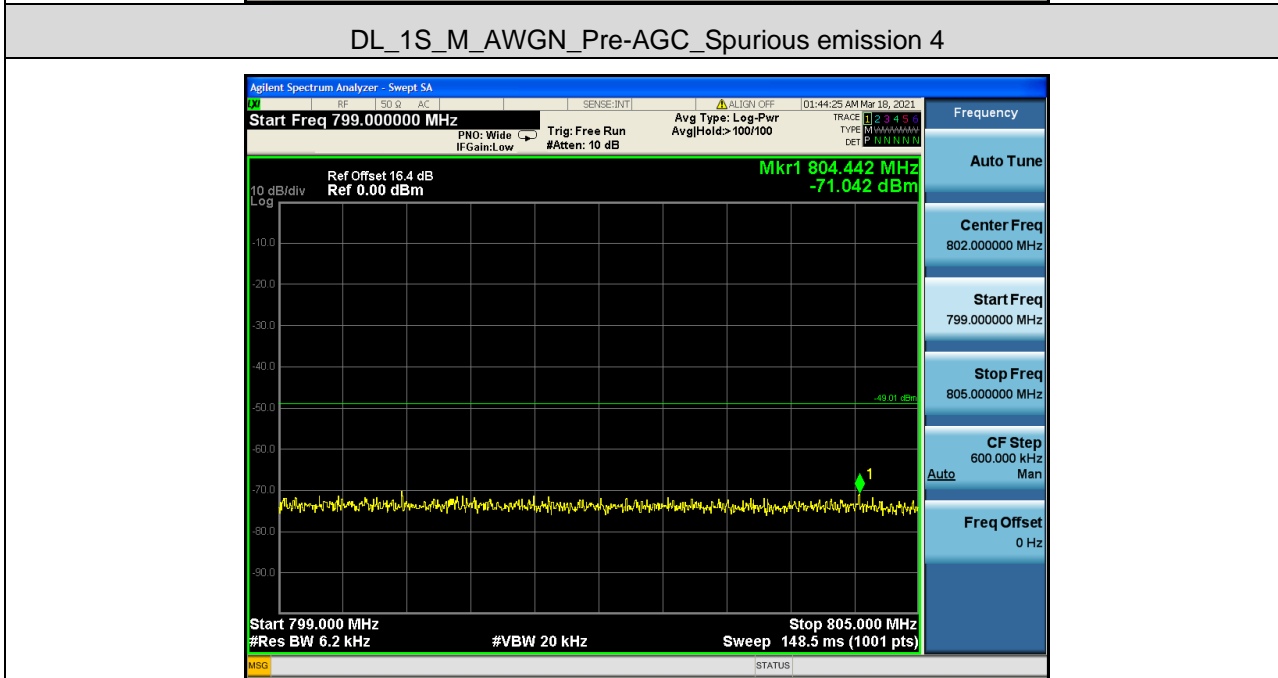 DL_1S_M_AWGN_Pre-AGC_Spurious emission 4
Agilent Spectrum Analyzer - Swept SA
LXI RF 50 Ω AC SENSE:INT ALIGN OFF 01:44:25 AM Mar 18, 2021
Start Freq 799.000000 MHz
PNO: Wide
IFGain:Low
Trig: Free Run
#Atten: 10 dB
Avg Type: Log-Pwr
Avg|Hold:>100/100
TRACE 1 2 3 4 5 6
TYPE M WWWWW
DET P N N N N N
Mkr1 804.442 MHz
-71.042 dBm
Ref Offset 16.4 dB
10 dB/div Ref 0.00 dBm
Log
-10.0
-20.0
-30.0
-40.0
-50.0
-60.0
-70.0
-80.0
-90.0
-49.01 dBm
1
Start 799.000 MHz
Stop 805.000 MHz
#Res BW 6.2 kHz
#VBW 20 kHz
Sweep 148.5 ms (1001 pts)
MSG
STATUS
Frequency
Auto Tune
Center Freq
802.000000 MHz
Start Freq
799.000000 MHz
Stop Freq
805.000000 MHz
CF Step
600.000 kHz
Auto Man
Freq Offset
0 Hz